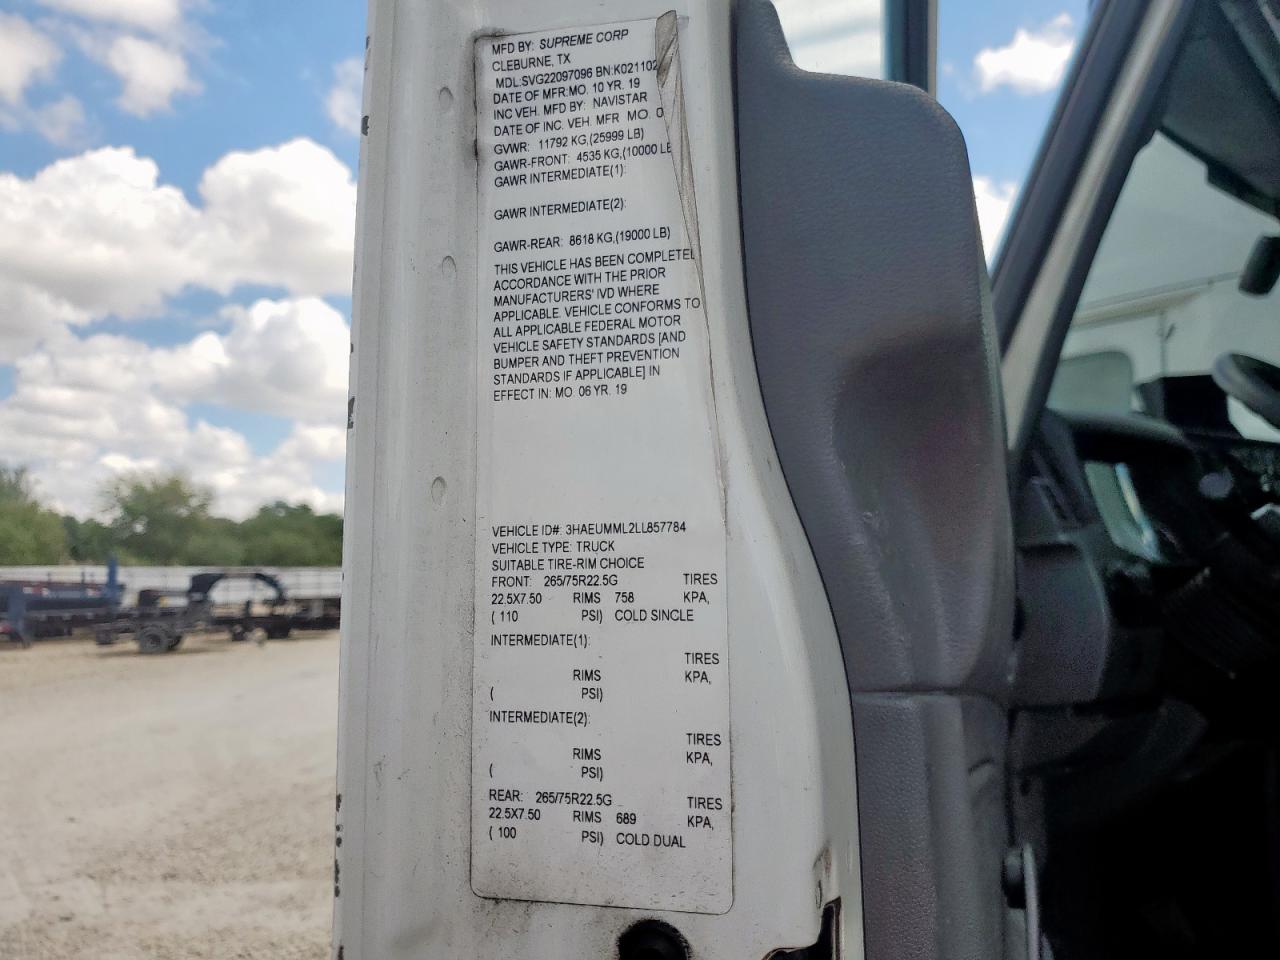 MFD BY: SUPREME CORP
CLEBURNE, TX
MDL:SVG22097096 BN:K021102
DATE OF MFR:MO. 10 YR. 19
INC VEH. MFD BY: NAVISTAR
DATE OF INC. VEH. MFR MO. 0
GVWR: 11792 KG,(25999 LB)
GAWR-FRONT: 4535 KG,(10000 LB
GAWR INTERMEDIATE(1):
GAWR INTERMEDIATE(2):
GAWR-REAR: 8618 KG,(19000 LB)
THIS VEHICLE HAS BEEN COMPLETED
ACCORDANCE WITH THE PRIOR
MANUFACTURERS' IVD WHERE
APPLICABLE. VEHICLE CONFORMS TO
ALL APPLICABLE FEDERAL MOTOR
VEHICLE SAFETY STANDARDS [AND
BUMPER AND THEFT PREVENTION
STANDARDS IF APPLICABLE] IN
EFFECT IN: MO. 06 YR. 19
VEHICLE ID#: 3HAEUMML2LL857784
VEHICLE TYPE: TRUCK
SUITABLE TIRE-RIM CHOICE
FRONT: 265/75R22.5G TIRES
22.5X7.50 RIMS 758 KPA,
( 110 PSI) COLD SINGLE
INTERMEDIATE(1):
TIRES
RIMS KPA,
( PSI)
INTERMEDIATE(2):
TIRES
RIMS KPA,
( PSI)
REAR: 265/75R22.5G TIRES
22.5X7.50 RIMS 689 KPA,
( 100 PSI) COLD DUAL